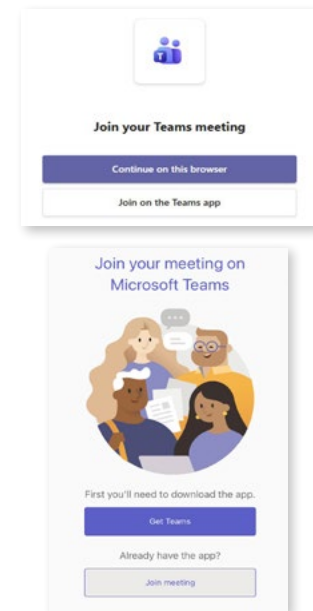 T
Join your Teams meeting
Continue on this browser
Join on the Teams app
Join your meeting on
Microsoft Teams
First you'll need to download the app.
Get Teams
Already have the app?
Join meeting